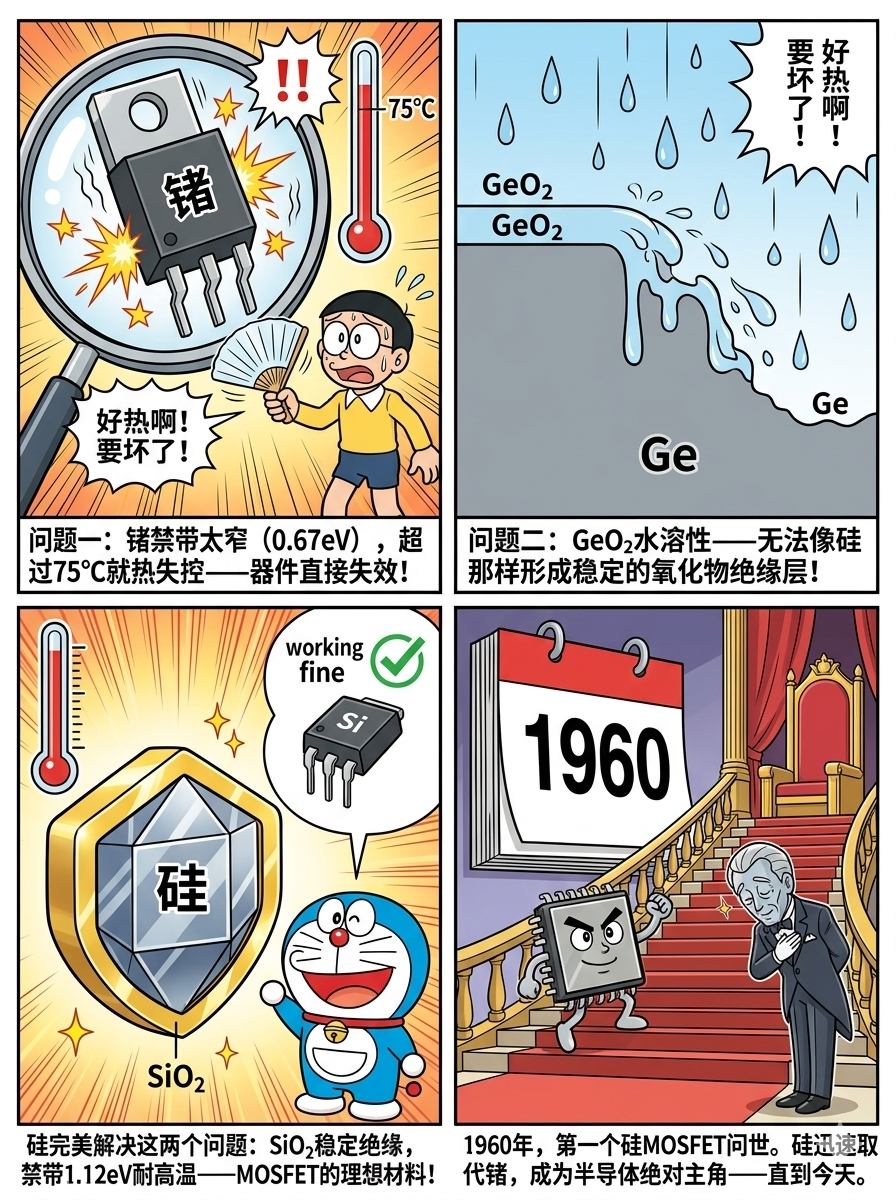 锗
!!
75℃
好热啊！
要坏了！
问题一：锗禁带太窄（0.67eV），超
过75℃就热失控——器件直接失效！
好热啊！
要坏了！
GeO₂
GeO₂
Ge
Ge
问题二：GeO₂水溶性——无法像硅
那样形成稳定的氧化物绝缘层！
working
fine
Si
硅
SiO₂
硅完美解决这两个问题：SiO₂稳定绝缘，
禁带1.12eV耐高温——MOSFET的理想材料！
1960
1960年，第一个硅MOSFET问世。硅迅速取
代锗，成为半导体绝对主角——直到今天。